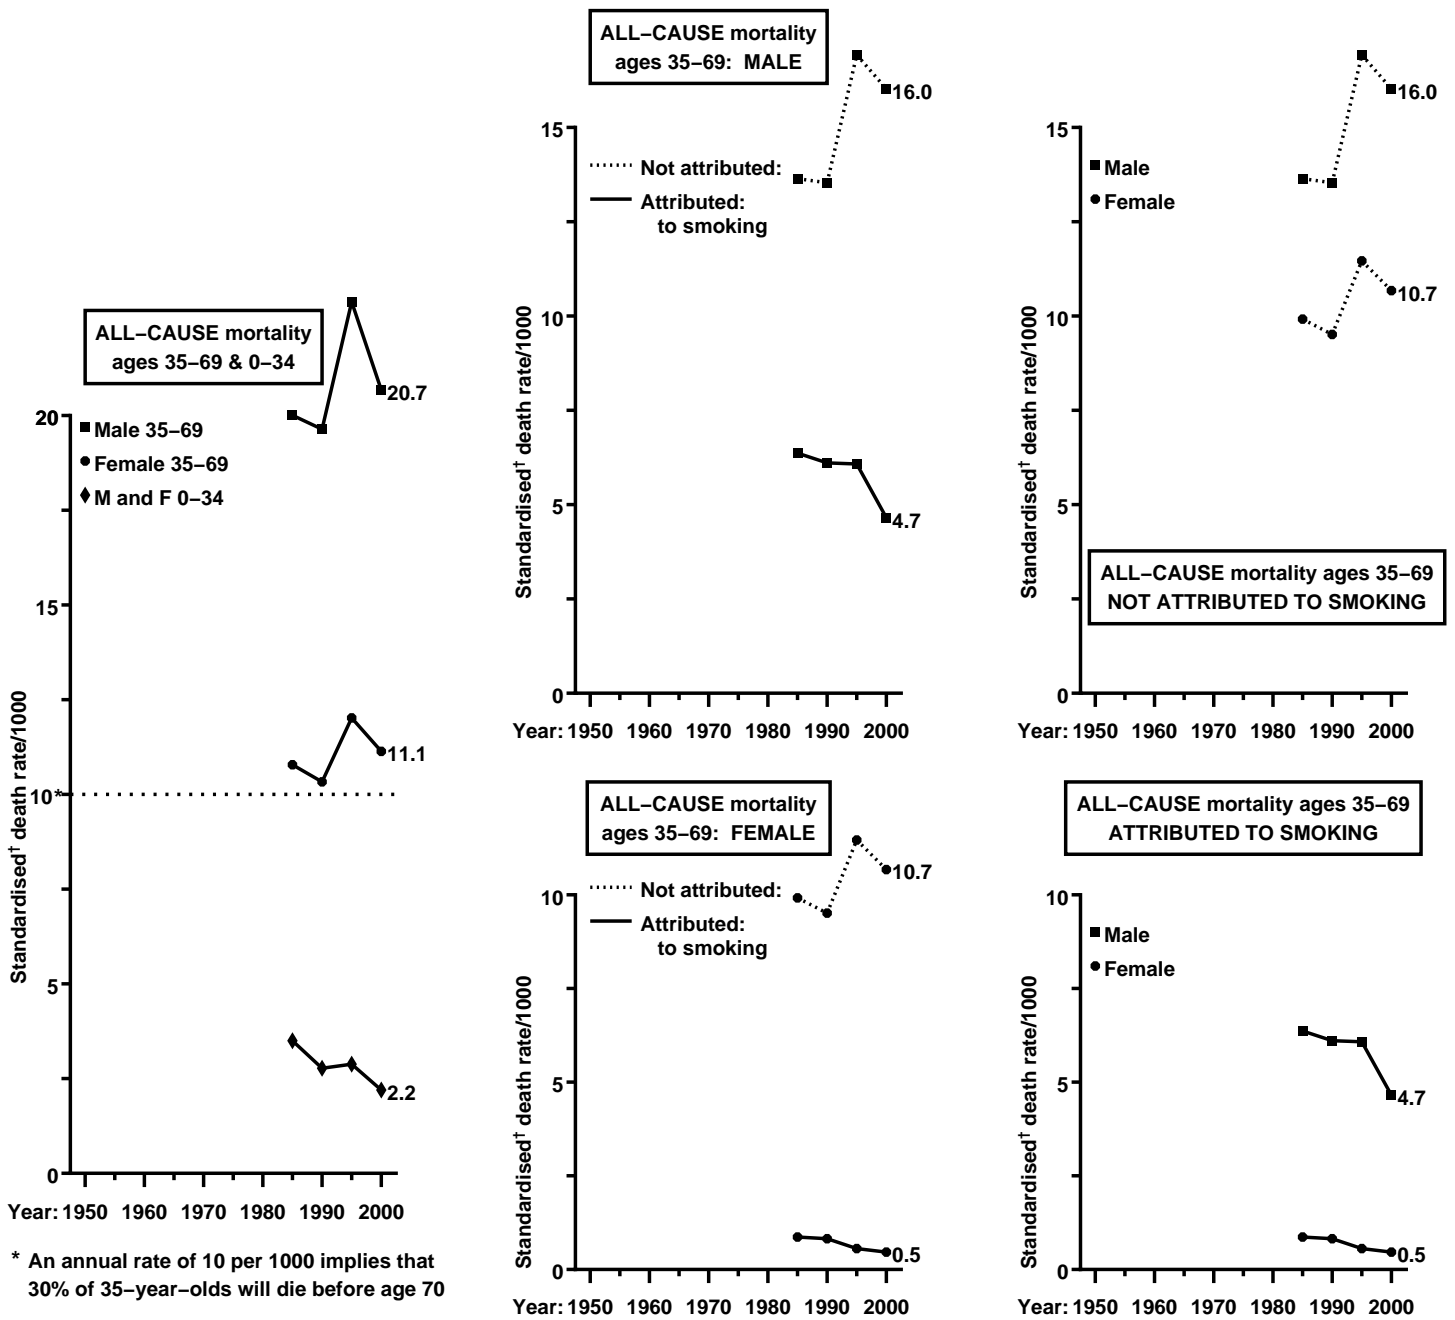 ALL–CAUSE mortality
ages 35–69 & 0–34
Standardised† death rate/1000
20
15
10*
5
0
Male 35–69
Female 35–69
M and F 0–34
20.7
11.1
2.2
Year: 1950 1960 1970 1980 1990 2000
* An annual rate of 10 per 1000 implies that
30% of 35–year–olds will die before age 70
ALL–CAUSE mortality
ages 35–69: MALE
Standardised† death rate/1000
15
10
5
0
Not attributed:
Attributed:
to smoking
16.0
4.7
Year: 1950 1960 1970 1980 1990 2000
Standardised† death rate/1000
15
10
5
0
Male
Female
16.0
10.7
ALL–CAUSE mortality ages 35–69
NOT ATTRIBUTED TO SMOKING
Year: 1950 1960 1970 1980 1990 2000
ALL–CAUSE mortality
ages 35–69: FEMALE
Standardised† death rate/1000
10
5
0
Not attributed:
Attributed:
to smoking
10.7
0.5
Year: 1950 1960 1970 1980 1990 2000
ALL–CAUSE mortality ages 35–69
ATTRIBUTED TO SMOKING
Standardised† death rate/1000
10
5
0
Male
Female
4.7
0.5
Year: 1950 1960 1970 1980 1990 2000